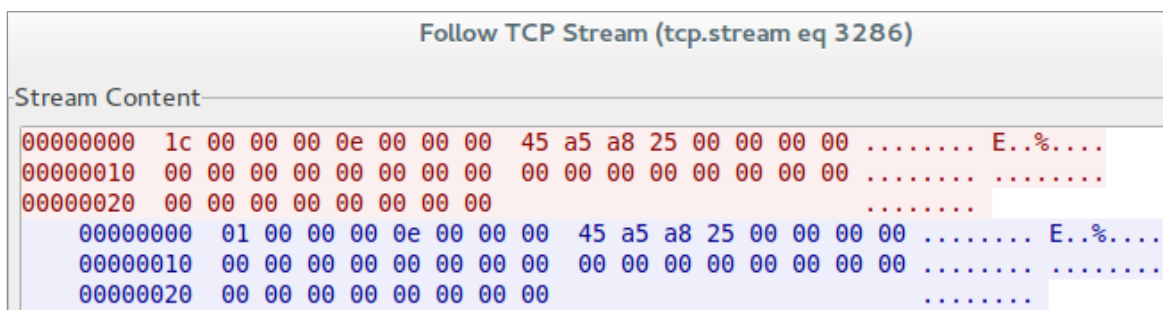 Follow TCP Stream (tcp.stream eq 3286)
Stream Content
00000000  1c 00 00 00 0e 00 00 00  45 a5 a8 25 00 00 00 00 ........ E..%....
00000010  00 00 00 00 00 00 00 00  00 00 00 00 00 00 00 00 ........ ........
00000020  00 00 00 00 00 00 00 00                          ........
    00000000  01 00 00 00 0e 00 00 00  45 a5 a8 25 00 00 00 00 ........ E..%....
    00000010  00 00 00 00 00 00 00 00  00 00 00 00 00 00 00 00 ........ ........
    00000020  00 00 00 00 00 00 00 00                          ........